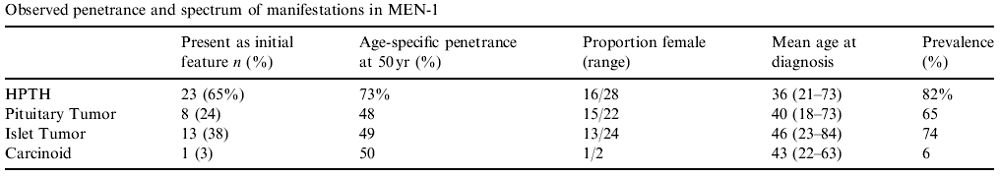 Observed penetrance and spectrum of manifestations in MEN-1
Present as initial feature n (%) Age-specific penetrance at 50 yr (%) Proportion female (range) Mean age at diagnosis Prevalence (%)
HPTH 23 (65%) 73% 16/28 36 (21–73) 82%
Pituitary Tumor 8 (24) 48 15/22 40 (18–73) 65
Islet Tumor 13 (38) 49 13/24 46 (23–84) 74
Carcinoid 1 (3) 50 1/2 43 (22–63) 6